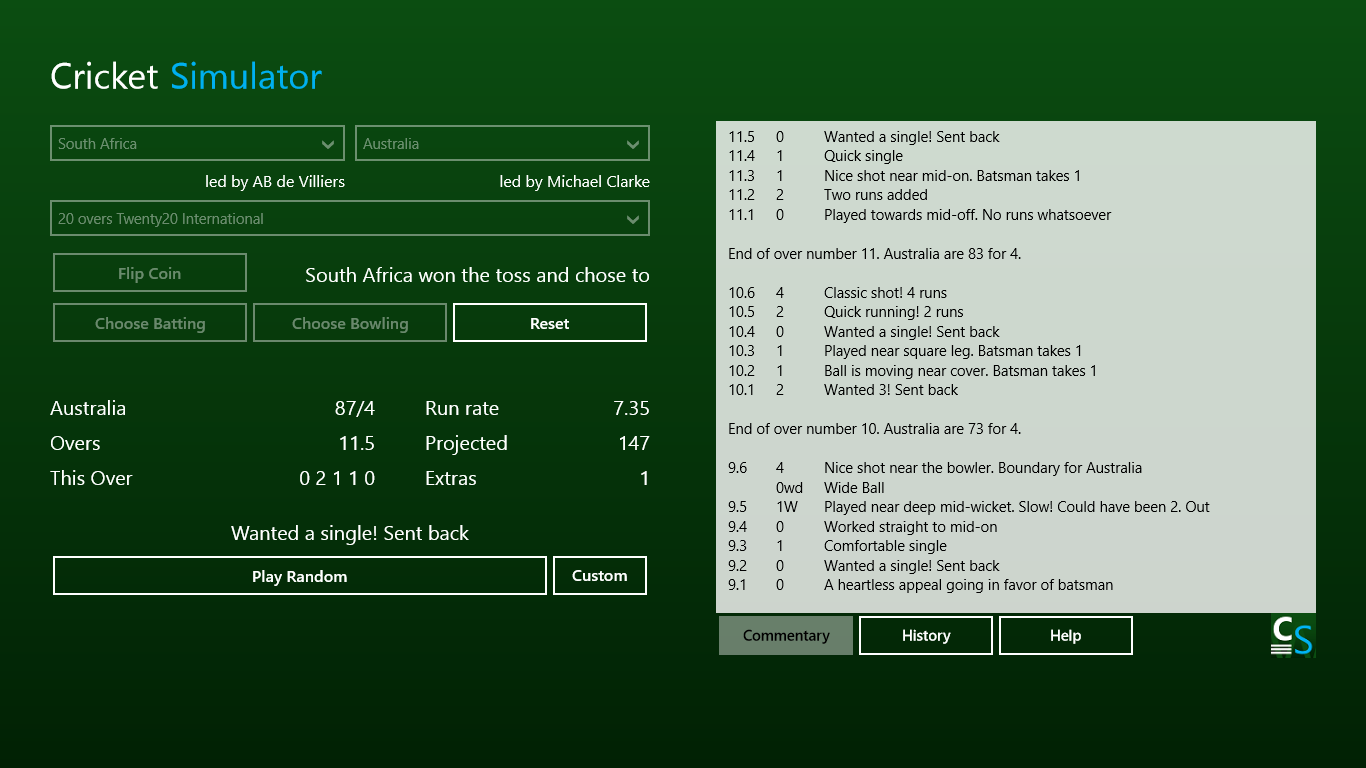 Cricket Simulator
South Africa
Australia
led by AB de Villiers
led by Michael Clarke
20 overs Twenty20 International
Flip Coin
South Africa won the toss and chose to
Choose Batting
Choose Bowling
Reset
Australia 87/4 Run rate 7.35
Overs 11.5 Projected 147
This Over 0 2 1 1 0 Extras 1
Wanted a single! Sent back
Play Random
Custom
11.5 0 Wanted a single! Sent back
11.4 1 Quick single
11.3 1 Nice shot near mid-on. Batsman takes 1
11.2 2 Two runs added
11.1 0 Played towards mid-off. No runs whatsoever
End of over number 11. Australia are 83 for 4.
10.6 4 Classic shot! 4 runs
10.5 2 Quick running! 2 runs
10.4 0 Wanted a single! Sent back
10.3 1 Played near square leg. Batsman takes 1
10.2 1 Ball is moving near cover. Batsman takes 1
10.1 2 Wanted 3! Sent back
End of over number 10. Australia are 73 for 4.
9.6 4 Nice shot near the bowler. Boundary for Australia
0wd Wide Ball
9.5 1W Played near deep mid-wicket. Slow! Could have been 2. Out
9.4 0 Worked straight to mid-on
9.3 1 Comfortable single
9.2 0 Wanted a single! Sent back
9.1 0 A heartless appeal going in favor of batsman
Commentary
History
Help
CS